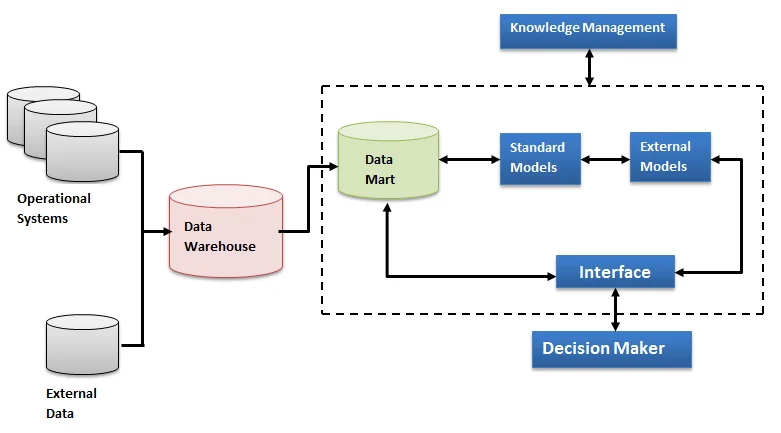 Knowledge Management
Operational
Systems
Data
Warehouse
External
Data
Data
Mart
Standard
Models
External
Models
Interface
Decision Maker